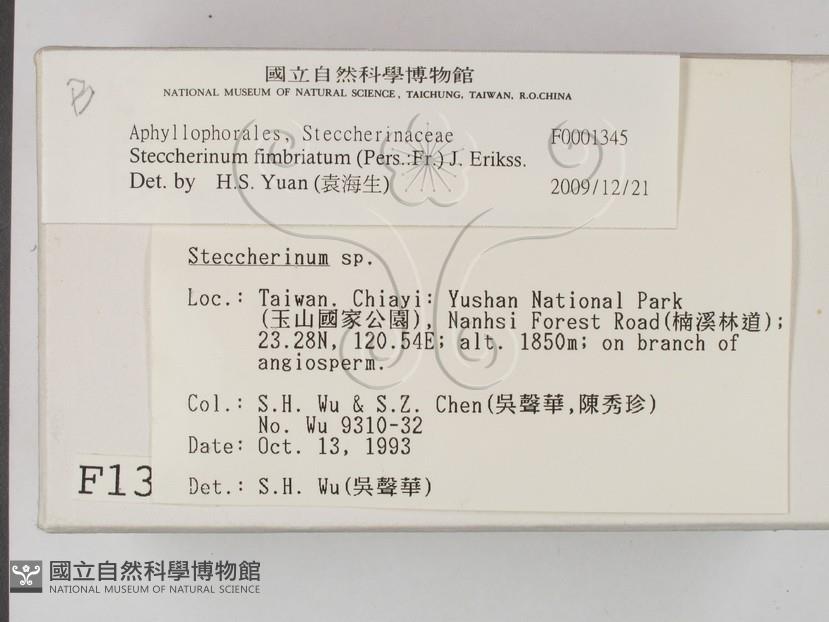 國立自然科學博物館
NATIONAL MUSEUM OF NATURAL SCIENCE, TAICHUNG, TAIWAN, R.O.CHINA
Aphyllophorales, Steccherinaceae F0001345
Steccherinum fimbriatum (Pers.:Fr.) J. Erikss.
Det. by H.S. Yuan (袁海生) 2009/12/21
Steccherinum sp.
Loc.: Taiwan. Chiayi: Yushan National Park
(玉山國家公園), Nanhsi Forest Road(楠溪林道);
23.28N, 120.54E; alt. 1850m; on branch of
angiosperm.
Col.: S.H. Wu & S.Z. Chen(吳聲華,陳秀珍)
No. Wu 9310-32
Date: Oct. 13, 1993
Det.: S.H. Wu(吳聲華)
F13
國立自然科學博物館
NATIONAL MUSEUM OF NATURAL SCIENCE